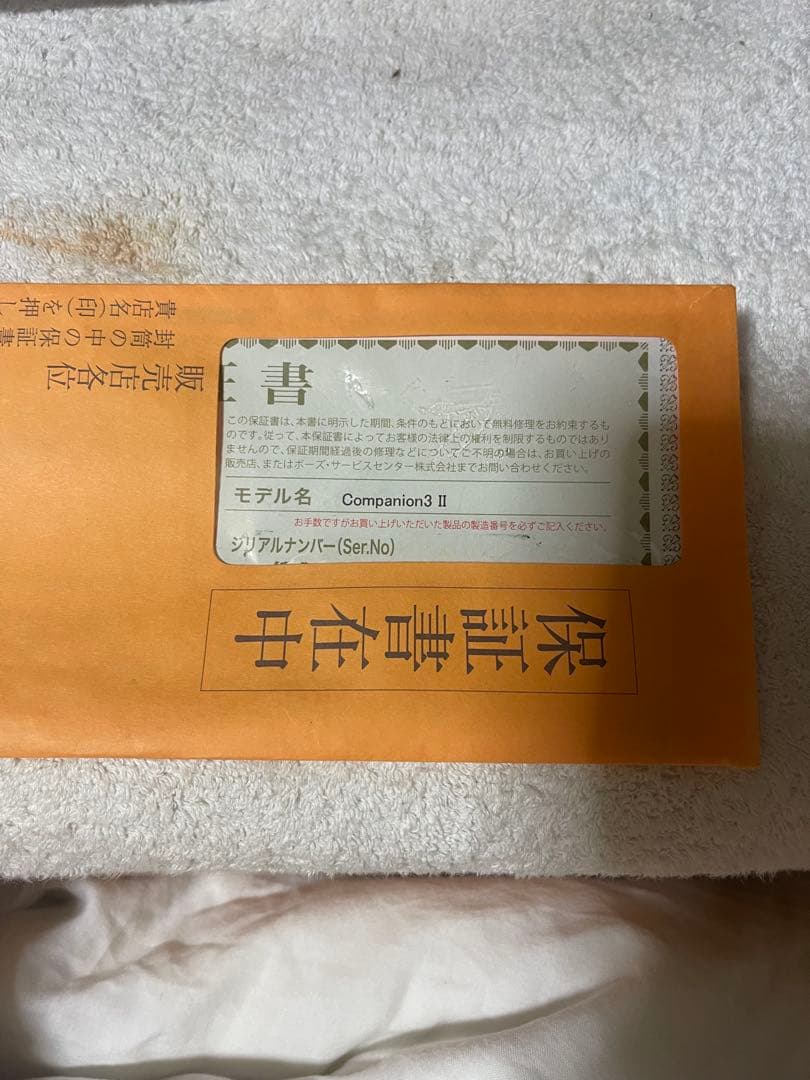 販売店各位
封筒の中の保証書
貴店名(印)を押し
証書
この保証書は、本書に明示した期間、条件のもとにおいて無料修理をお約束するも
のです。従って、本保証書によってお客様の法律上の権利を制限するものではあり
ませんので、保証期間経過後の修理などについてご不明の場合は、お買い上げの
販売店、またはボーズ・サービスセンター株式会社までお問い合わせください。
モデル名 Companion3 II
お手数ですがお買い上げいただいた製品の製造番号を必ずご記入ください。
シリアルナンバー(Ser.No)
保証書在中